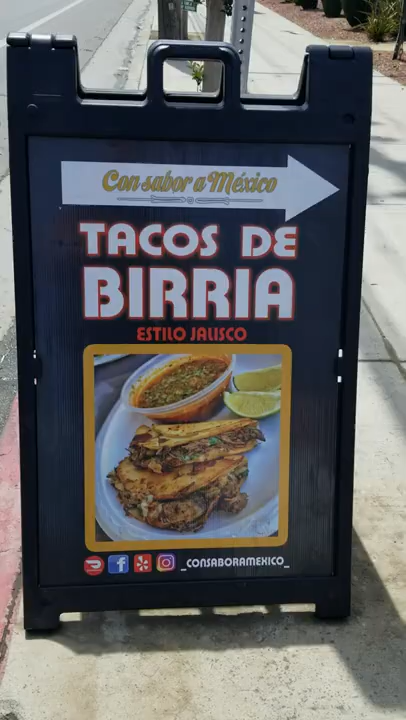 Con sabor a México
TACOS DE
BIRRIA
ESTILO JALISCO
_CONSABORAMEXICO_